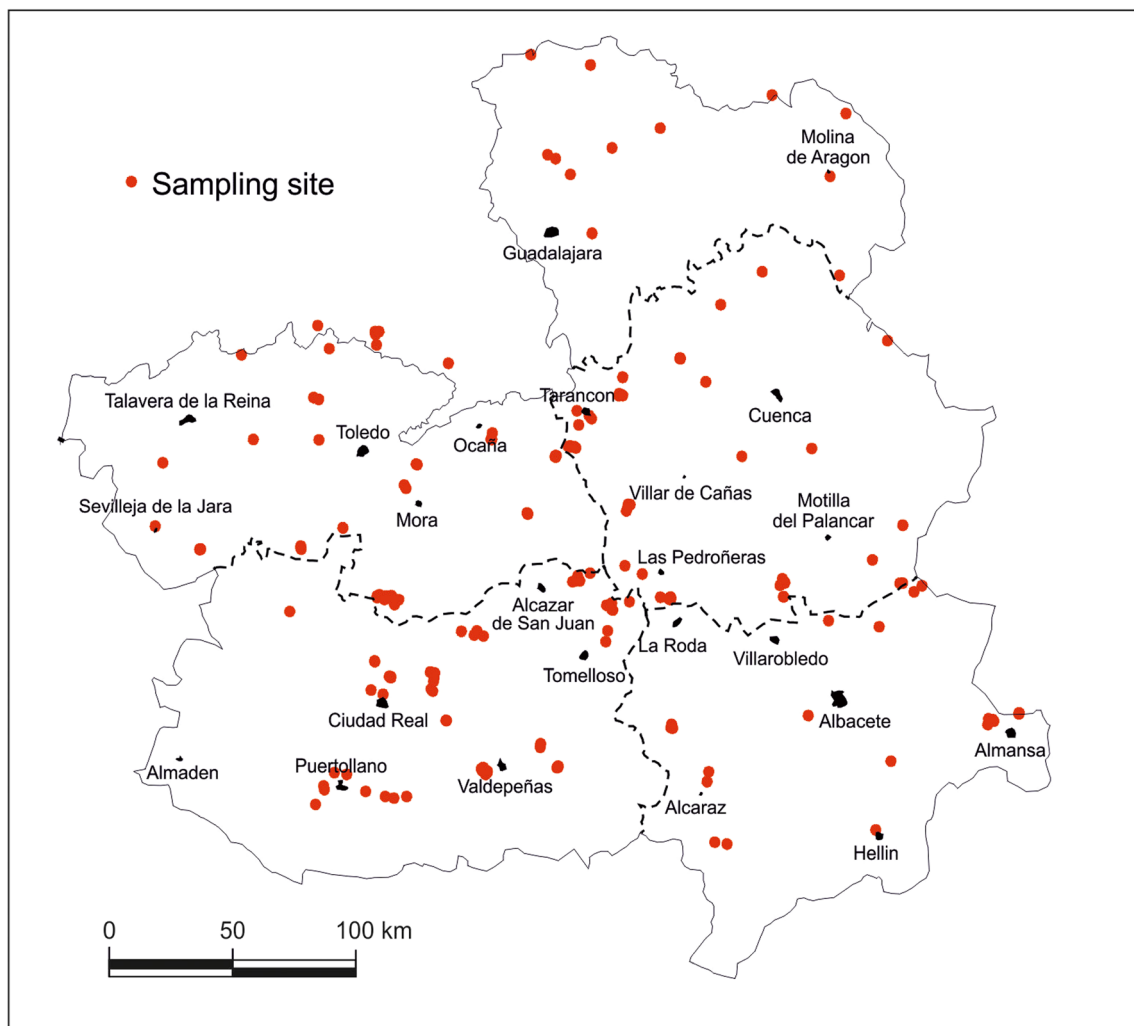 Molina
de Aragon
Sampling site
Guadalajara
Talavera de la Reina
Tarancon
Cuenca
Toledo
Ocaña
Sevilleja de la Jara
Mora
Villar de Cañas
Motilla
del Palancar
Las Pedroñeras
Alcazar
de San Juan
La Roda
Villarobledo
Tomelloso
Ciudad Real
Albacete
Almansa
Almaden
Puertollano
Valdepeñas
Alcaraz
Hellin
0 50 100 km